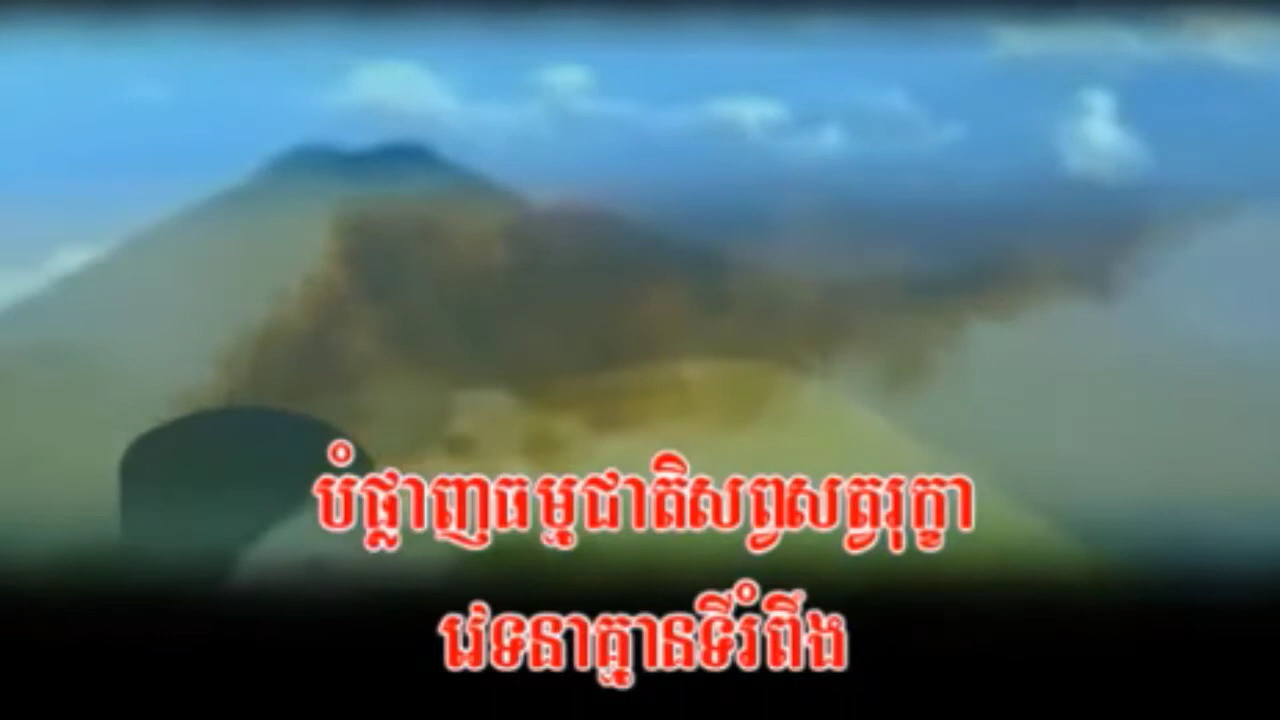 បំផ្លាញធម្មជាតិសព្វសត្វរុក្ខា
វេទនាគ្មានទីរំពឹង